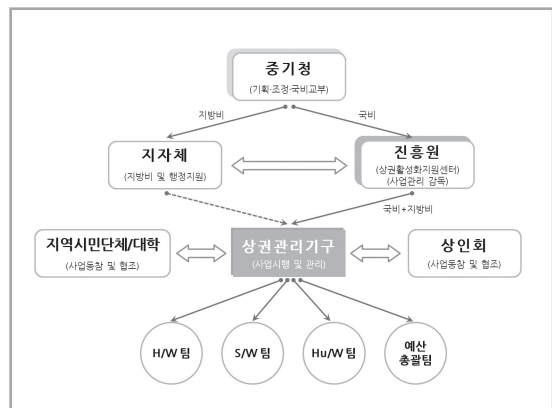 중기청
(기획·조정·국비교부)
지방비
국비
지자체
(지방비 및 행정지원)
진흥원
(상권활성화지원센터)
(사업관리 감독)
국비+지방비
지역시민단체/대학
(사업동참 및 협조)
상권관리기구
(사업시행 및 관리)
상인회
(사업동참 및 협조)
H/W 팀
S/W 팀
Hu/W 팀
예산
총괄팀